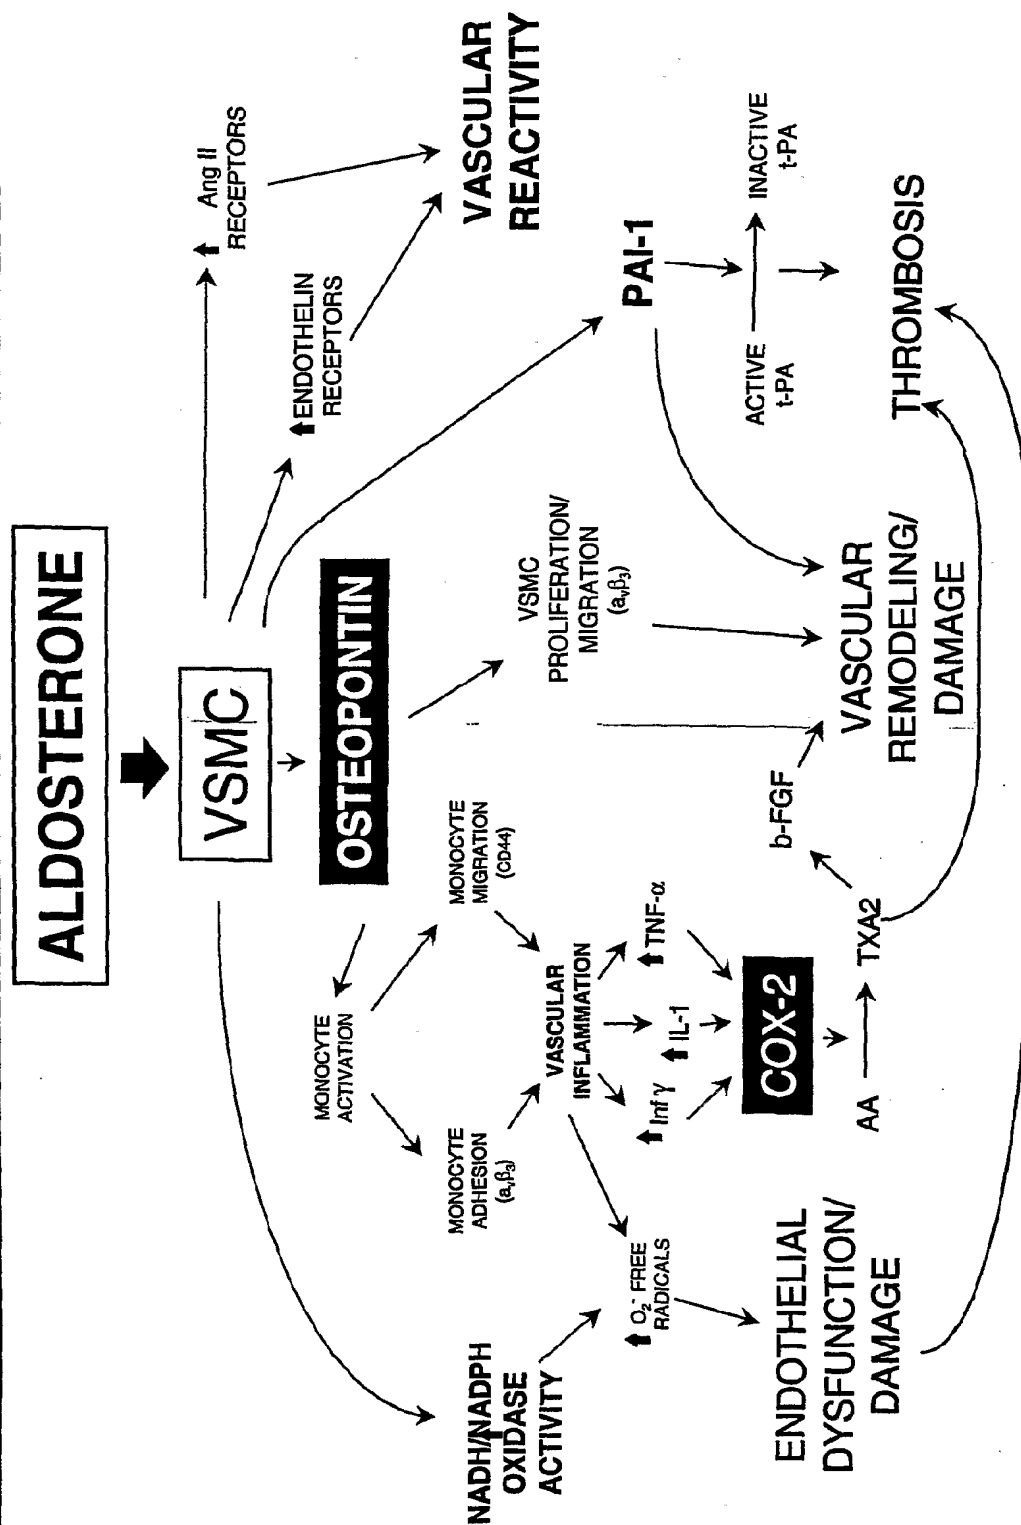 ALDOSTERONE
VSMC
OSTEOPONTIN
Ang II
RECEPTORS
ENDOTHELIN
RECEPTORS
VASCULAR
REACTIVITY
MONOCYTE
ACTIVATION
MONOCYTE
ADHESION
(aᵥβ₃)
MONOCYTE
MIGRATION
(CD44)
VSMC
PROLIFERATION/
MIGRATION
(aᵥβ₃)
NADH/NADPH
OXIDASE
ACTIVITY
VASCULAR
INFLAMMATION
PAI-1
O₂⁻ FREE
RADICALS
Inf γ
IL-1
TNF-α
ACTIVE
t-PA
INACTIVE
t-PA
COX-2
b-FGF
AA
TXA2
ENDOTHELIAL
DYSFUNCTION/
DAMAGE
VASCULAR
REMODELING/
DAMAGE
THROMBOSIS